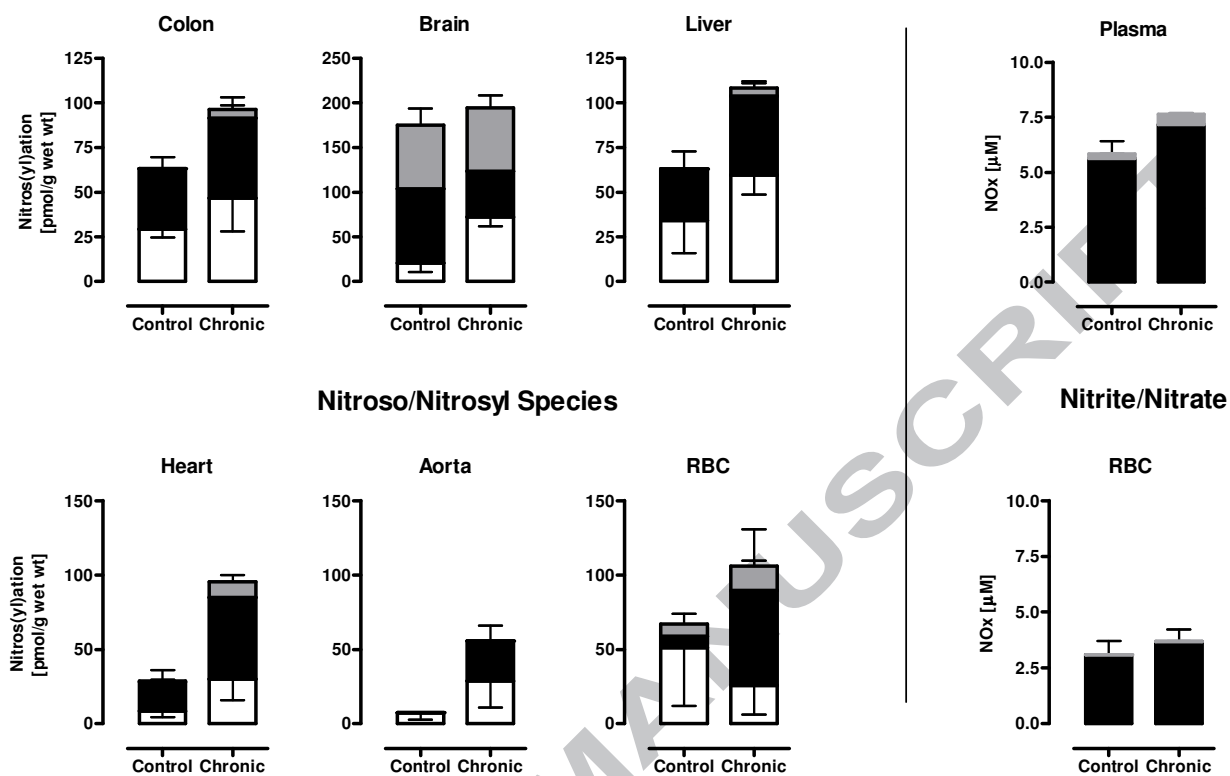 Colon
Brain
Liver
Plasma
Nitros(yl)ation
[pmol/g wet wt]
125
100
75
50
25
0
Control Chronic
250
200
150
100
50
0
Control Chronic
125
100
75
50
25
0
Control Chronic
NOx [μM]
10.0
7.5
5.0
2.5
0.0
Control Chronic
Nitroso/Nitrosyl Species
Nitrite/Nitrate
Heart
Aorta
RBC
RBC
Nitros(yl)ation
[pmol/g wet wt]
150
100
50
0
Control Chronic
150
100
50
0
Control Chronic
150
100
50
0
Control Chronic
NOx [μM]
10.0
7.5
5.0
2.5
0.0
Control Chronic